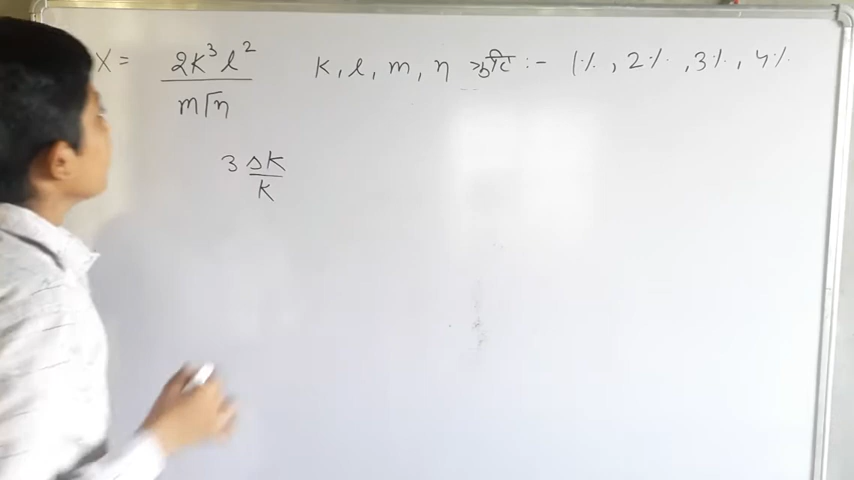 X = 2K³l² / m√n K, l, m, n त्रुटि :- 1%, 2%, 3%, 4%
3 ΔK / K